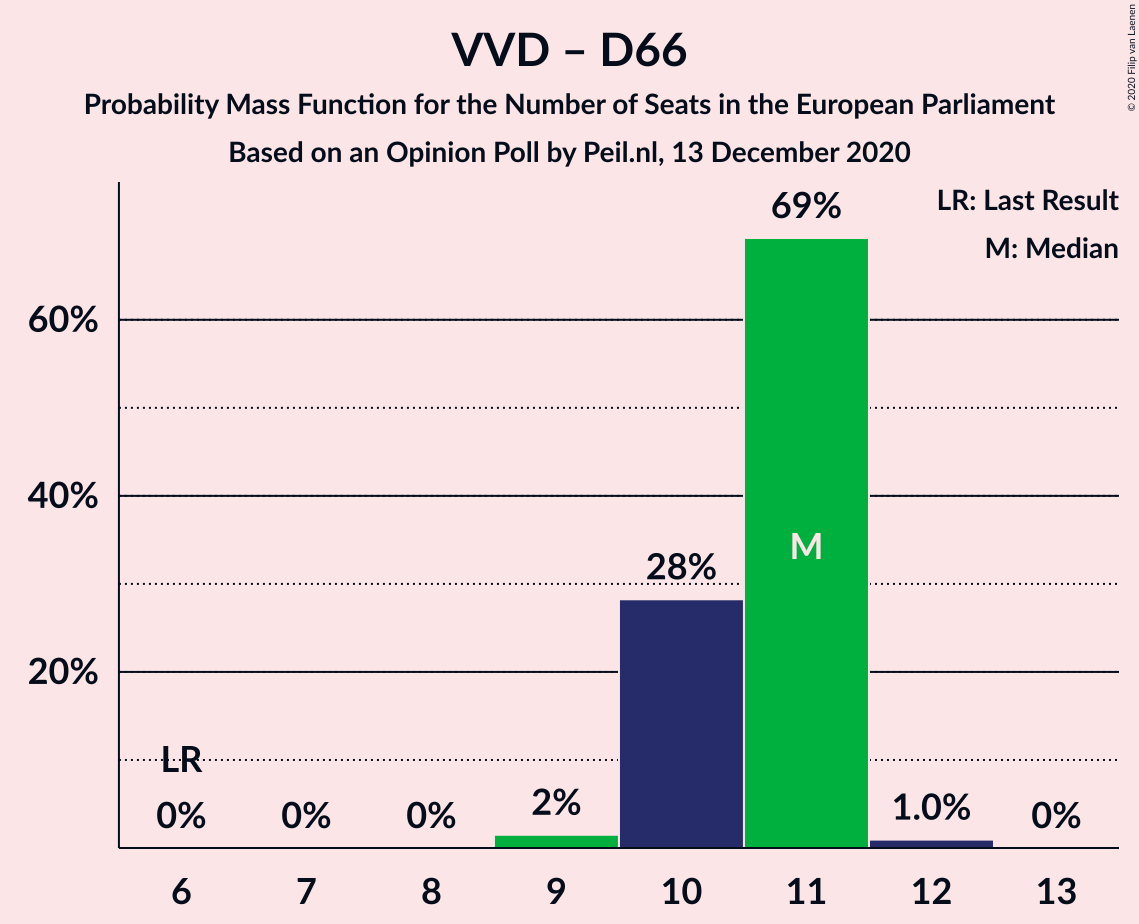 VVD – D66
Probability Mass Function for the Number of Seats in the European Parliament
Based on an Opinion Poll by Peil.nl, 13 December 2020
© 2020 Filip van Laenen
LR: Last Result
M: Median
69%
60%
40%
M
28%
20%
LR
0%
0%
0%
2%
1.0%
0%
6
7
8
9
10
11
12
13